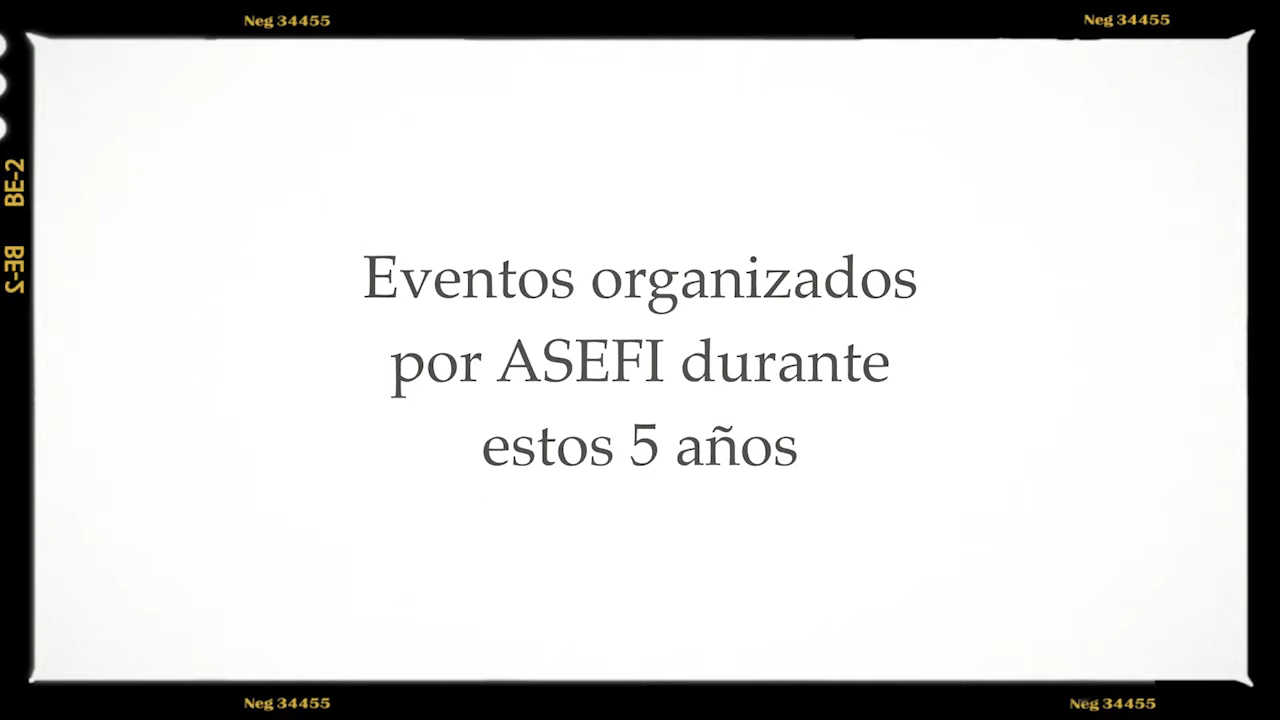 Neg 34455
Neg 34455
BE-2
BE-2
Eventos organizados
por ASEFI durante
estos 5 años
Neg 34455
Neg 34455